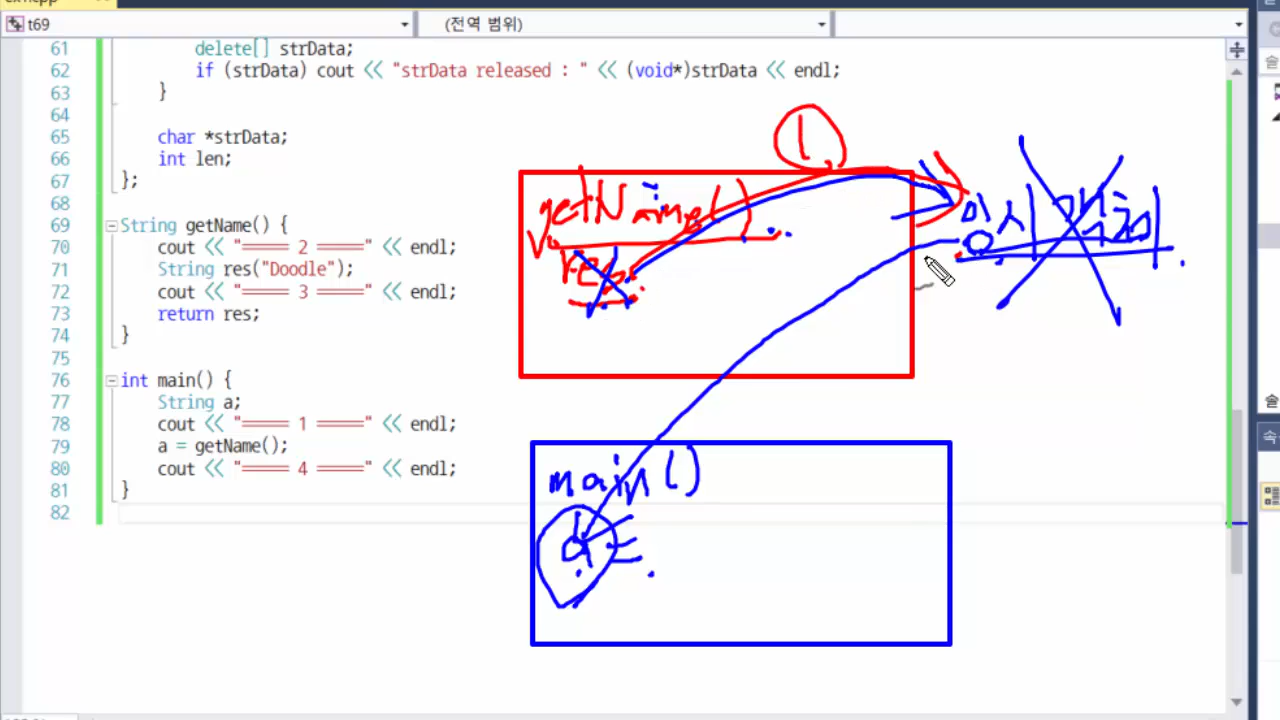 t69 (전역 범위)
61 delete[] strData;
62 if (strData) cout << "strData released : " << (void*)strData << endl;
63 }
64
65 char *strData;
66 int len;
67 };
68
69 String getName() {
70 cout << "===== 2 =====" << endl;
71 String res("Doodle");
72 cout << "===== 3 =====" << endl;
73 return res;
74 }
75
76 int main() {
77 String a;
78 cout << "===== 1 =====" << endl;
79 a = getName();
80 cout << "===== 4 =====" << endl;
81 }
82
1
getName()
res
임시 객체
main()
a =
솔
솔
속